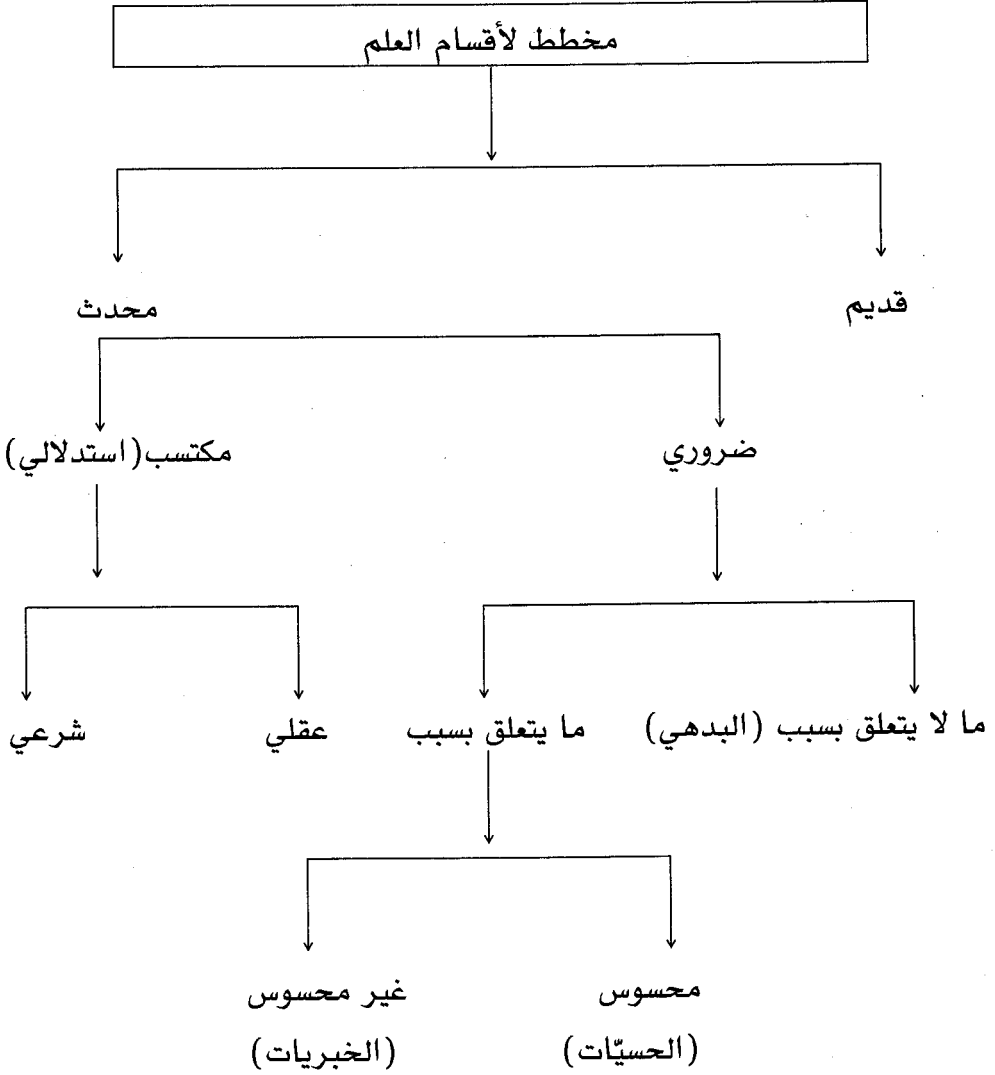 مخطط لأقسام العلم
قديم
محدث
ضروري
مكتسب (استدلالي)
ما لا يتعلق بسبب (البدهي)
ما يتعلق بسبب
عقلي
شرعي
محسوس
(الحسيّات)
غير محسوس
(الخبريات)